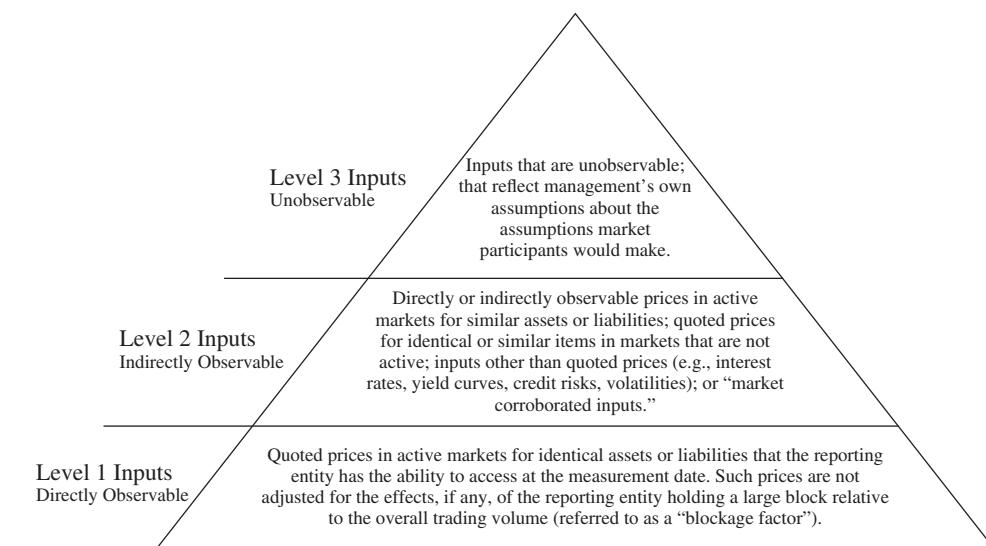 Level 3 Inputs
Unobservable
Inputs that are unobservable;
that reflect management’s own
assumptions about the
assumptions market
participants would make.
Level 2 Inputs
Indirectly Observable
Directly or indirectly observable prices in active
markets for similar assets or liabilities; quoted prices
for identical or similar items in markets that are not
active; inputs other than quoted prices (e.g., interest
rates, yield curves, credit risks, volatilities); or “market
corroborated inputs.”
Level 1 Inputs
Directly Observable
Quoted prices in active markets for identical assets or liabilities that the reporting
entity has the ability to access at the measurement date. Such prices are not
adjusted for the effects, if any, of the reporting entity holding a large block relative
to the overall trading volume (referred to as a “blockage factor”).